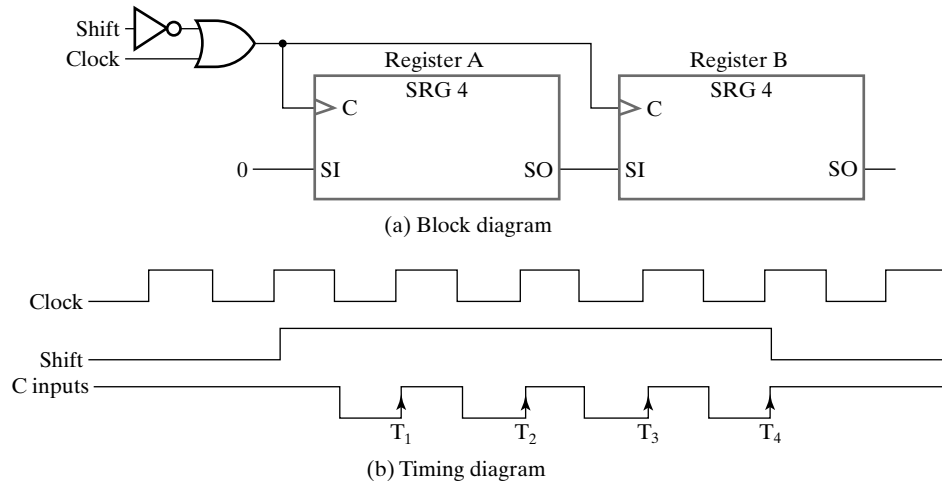 Shift
Clock
Register A
SRG 4
C
0
SI
SO
Register B
SRG 4
C
SI
SO
(a) Block diagram
Clock
Shift
C inputs
T1
T2
T3
T4
(b) Timing diagram